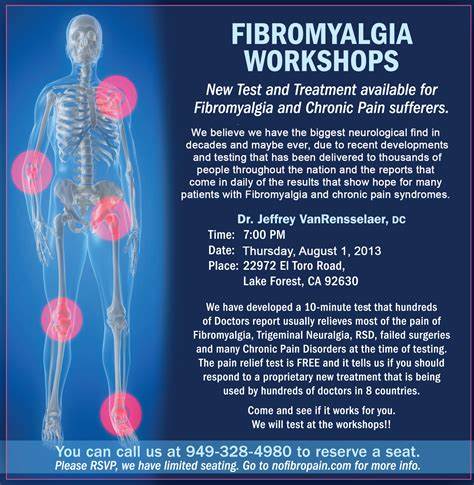 FIBROMYALGIA
WORKSHOPS
New Test and Treatment available for
Fibromyalgia and Chronic Pain sufferers.
We believe we have the biggest neurological find in
decades and maybe ever, due to recent developments
and testing that has been delivered to thousands of
people throughout the nation and the reports that
come in daily of the results that show hope for many
patients with Fibromyalgia and chronic pain syndromes.
Dr. Jeffrey VanRensselaer, DC
Time: 7:00 PM
Date: Thursday, August 1, 2013
Place: 22972 El Toro Road,
Lake Forest, CA 92630
We have developed a 10-minute test that hundreds
of Doctors report usually relieves most of the pain of
Fibromyalgia, Trigeminal Neuralgia, RSD, failed surgeries
and many Chronic Pain Disorders at the time of testing.
The pain relief test is FREE and it tells us if you should
respond to a proprietary new treatment that is being
used by hundreds of doctors in 8 countries.
Come and see if it works for you.
We will test at the workshops!!
You can call us at 949-328-4980 to reserve a seat.
Please RSVP, we have limited seating. Go to nofibropain.com for more info.